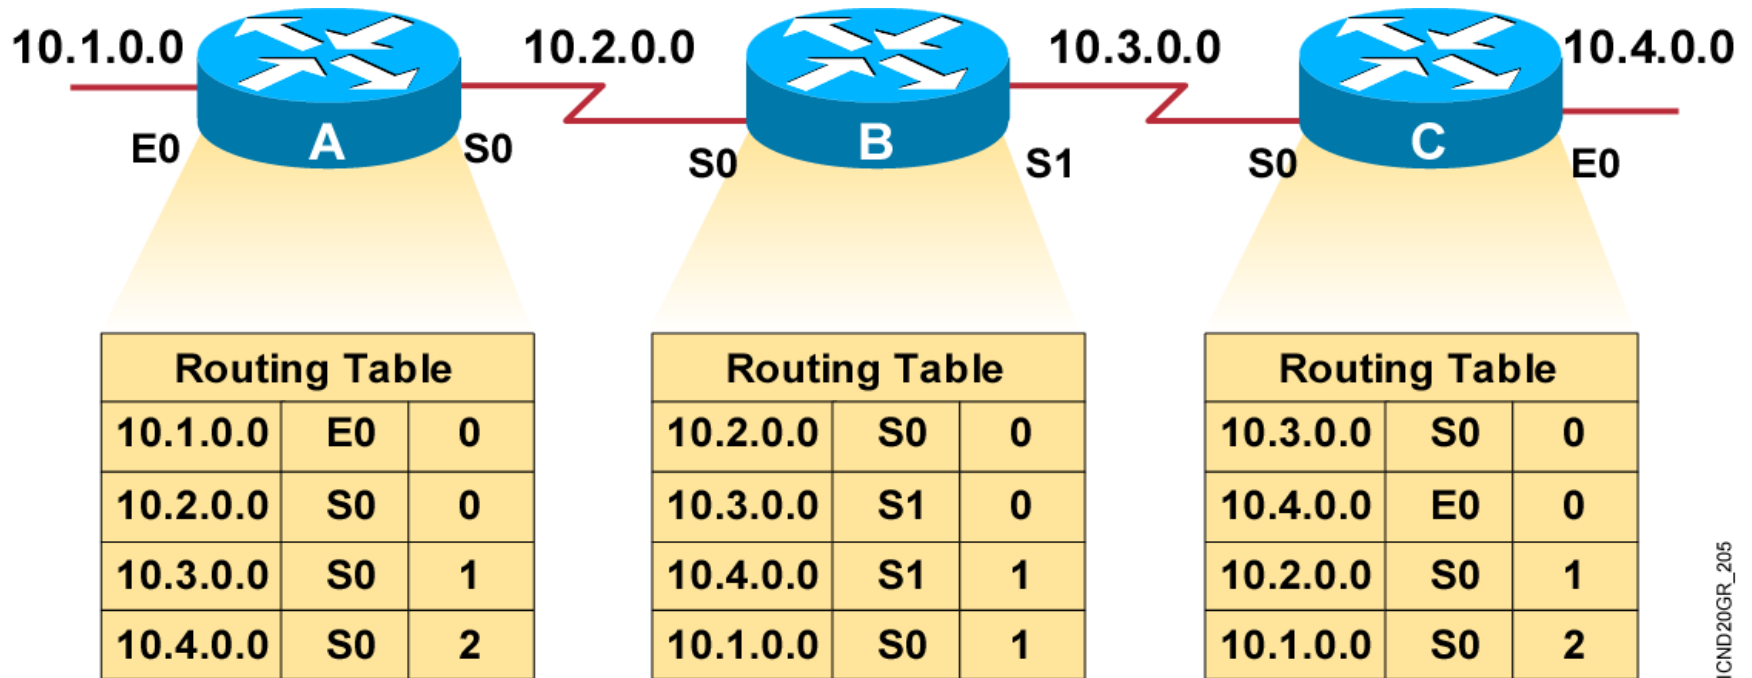 10.1.0.0 10.2.0.0 10.3.0.0 10.4.0.0
A B C
E0 S0 S0 S1 S0 E0
Routing Table
10.1.0.0 E0 0
10.2.0.0 S0 0
10.3.0.0 S0 1
10.4.0.0 S0 2
Routing Table
10.2.0.0 S0 0
10.3.0.0 S1 0
10.4.0.0 S1 1
10.1.0.0 S0 1
Routing Table
10.3.0.0 S0 0
10.4.0.0 E0 0
10.2.0.0 S0 1
10.1.0.0 S0 2
ICND20GR_205